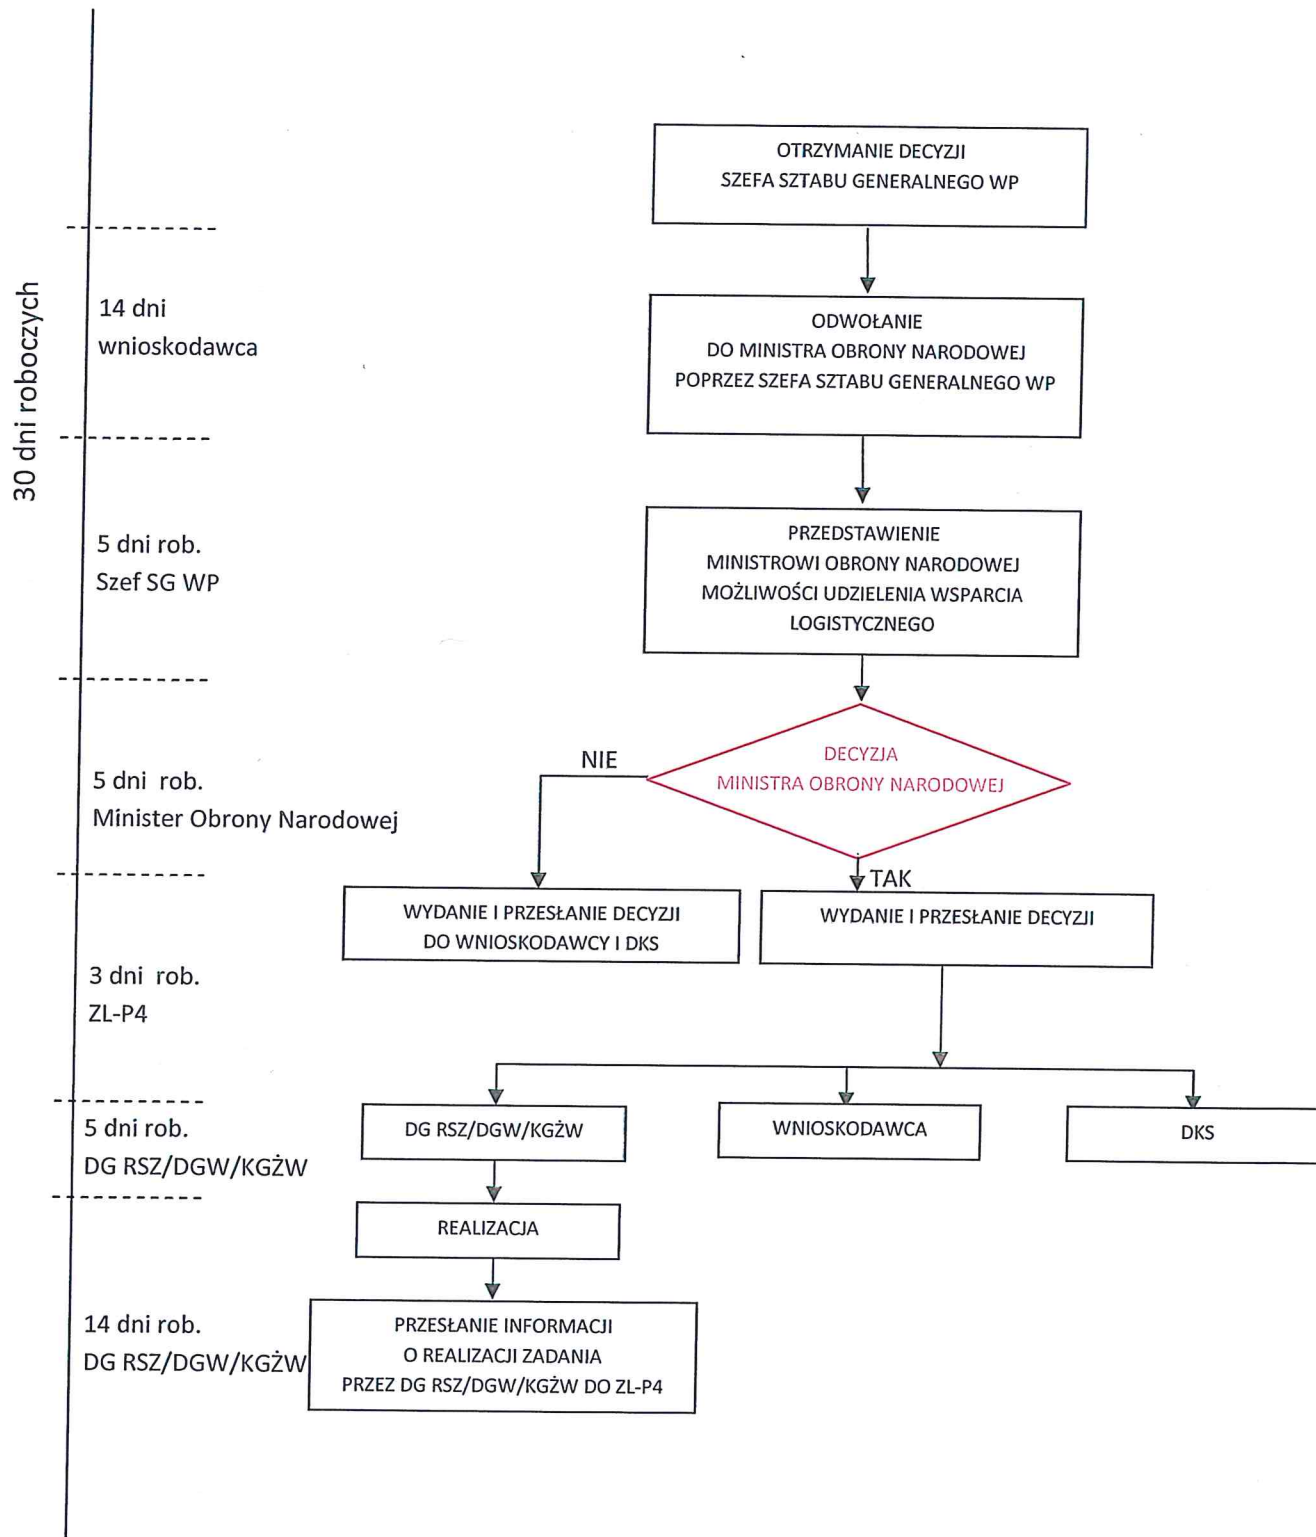 30 dni roboczych
OTRZYMANIE DECYZJI
SZEFA SZTABU GENERALNEGO WP
14 dni
wnioskodawca
ODWOŁANIE
DO MINISTRA OBRONY NARODOWEJ
POPRZEZ SZEFA SZTABU GENERALNEGO WP
5 dni rob.
Szef SG WP
PRZEDSTAWIENIE
MINISTROWI OBRONY NARODOWEJ
MOŻLIWOŚCI UDZIELENIA WSPARCIA
LOGISTYCZNEGO
5 dni rob.
Minister Obrony Narodowej
DECYZJA
MINISTRA OBRONY NARODOWEJ
NIE
TAK
WYDANIE I PRZESŁANIE DECYZJI
DO WNIOSKODAWCY I DKS
WYDANIE I PRZESŁANIE DECYZJI
3 dni rob.
ZL-P4
5 dni rob.
DG RSZ/DGW/KGŻW
DG RSZ/DGW/KGŻW
WNIOSKODAWCA
DKS
REALIZACJA
14 dni rob.
DG RSZ/DGW/KGŻW
PRZESŁANIE INFORMACJI
O REALIZACJI ZADANIA
PRZEZ DG RSZ/DGW/KGŻW DO ZL-P4